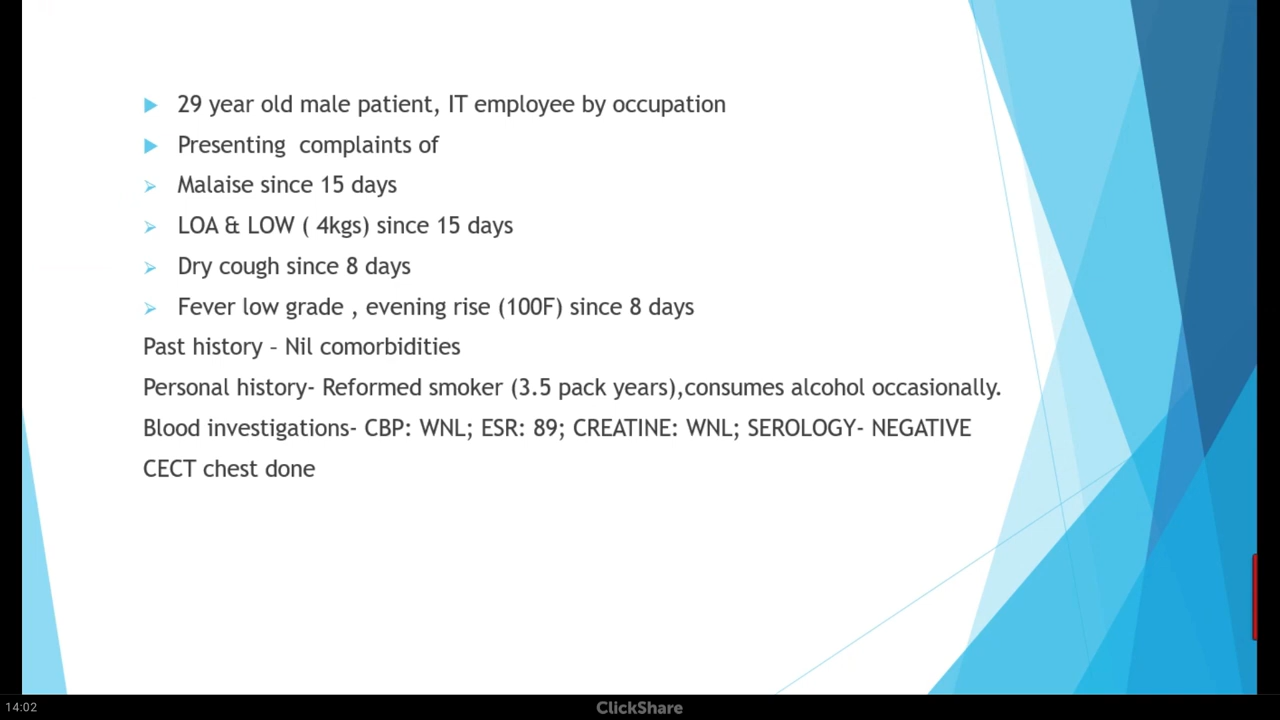 29 year old male patient, IT employee by occupation
Presenting complaints of
Malaise since 15 days
LOA & LOW ( 4kgs) since 15 days
Dry cough since 8 days
Fever low grade , evening rise (100F) since 8 days
Past history – Nil comorbidities
Personal history- Reformed smoker (3.5 pack years),consumes alcohol occasionally.
Blood investigations- CBP: WNL; ESR: 89; CREATINE: WNL; SEROLOGY- NEGATIVE
CECT chest done
14:02
ClickShare